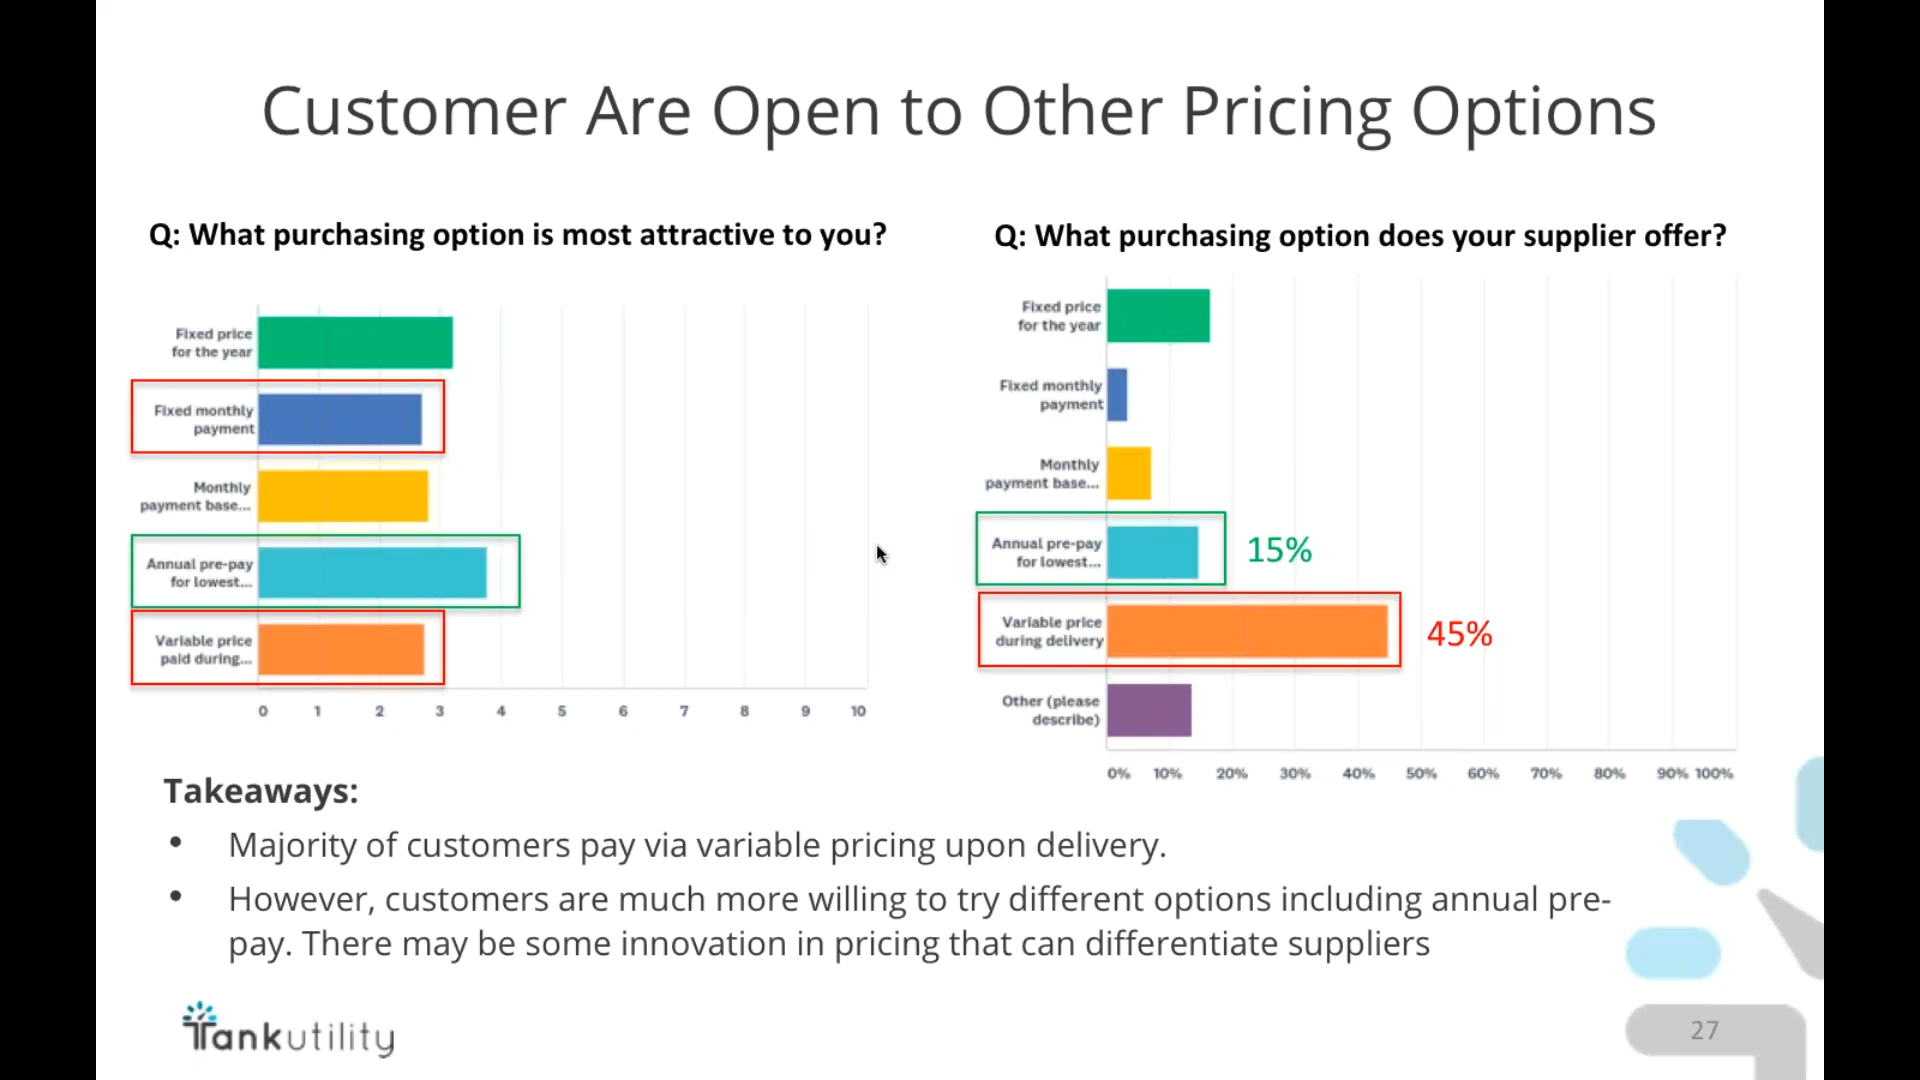 Customer Are Open to Other Pricing Options
Q: What purchasing option is most attractive to you?
Fixed price
for the year
Fixed monthly
payment
Monthly
payment base...
Annual pre-pay
for lowest...
Variable price
paid during...
0 1 2 3 4 5 6 7 8 9 10
Q: What purchasing option does your supplier offer?
Fixed price
for the year
Fixed monthly
payment
Monthly
payment base...
Annual pre-pay
for lowest...
15%
Variable price
during delivery
45%
Other (please
describe)
0% 10% 20% 30% 40% 50% 60% 70% 80% 90% 100%
Takeaways:
• Majority of customers pay via variable pricing upon delivery.
• However, customers are much more willing to try different options including annual pre-
pay. There may be some innovation in pricing that can differentiate suppliers
Tankutility
27